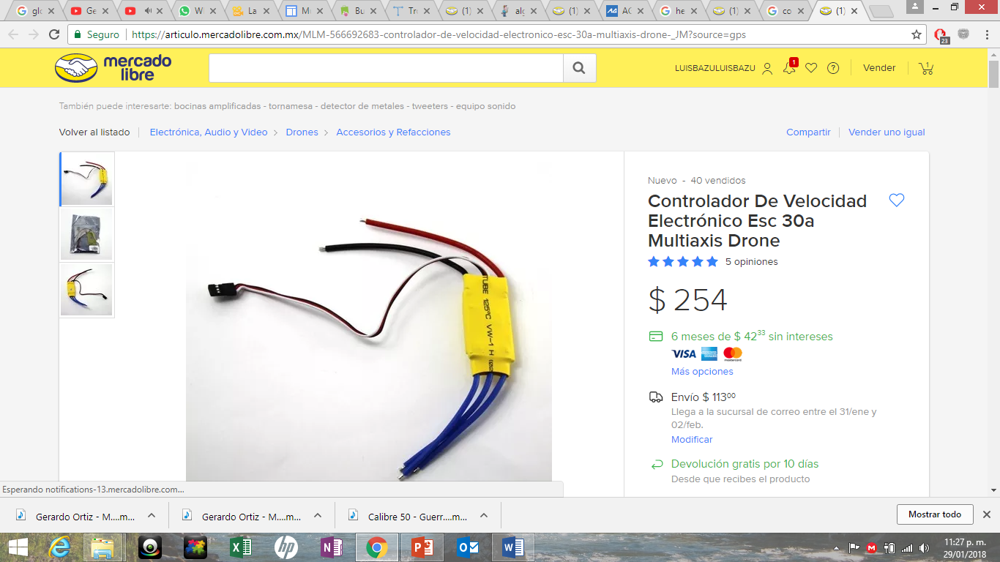 glo
Ge
WI
La
Mi
Bu
Tr
(1)
alg
(1)
AC
he
(1)
co
(1)
Seguro
https://articulo.mercadolibre.com.mx/MLM-566692683-controlador-de-velocidad-electronico-esc-30a-multiaxis-drone-_JM?source=gps
23
mercado
libre
LUISBAZULUISBAZU
1
Vender
1
También puede interesarte: bocinas amplificadas - tornamesa - detector de metales - tweeters - equipo sonido
Volver al listado
Electrónica, Audio y Video > Drones > Accesorios y Refacciones
Compartir
Vender uno igual
TUBE 125°C VW-1 H
Nuevo - 40 vendidos
Controlador De Velocidad
Electrónico Esc 30a
Multiaxis Drone
5 opiniones
$ 254
6 meses de $ 42³³ sin intereses
VISA
mastercard
Más opciones
Envío $ 113⁰⁰
Llega a la sucursal de correo entre el 31/ene y
02/feb.
Modificar
Devolución gratis por 10 días
Desde que recibes el producto
Esperando notifications-13.mercadolibre.com...
Gerardo Ortiz - M....m...
Gerardo Ortiz - M....m...
Calibre 50 - Guerr....m...
Mostrar todo
11:27 p. m.
29/01/2018